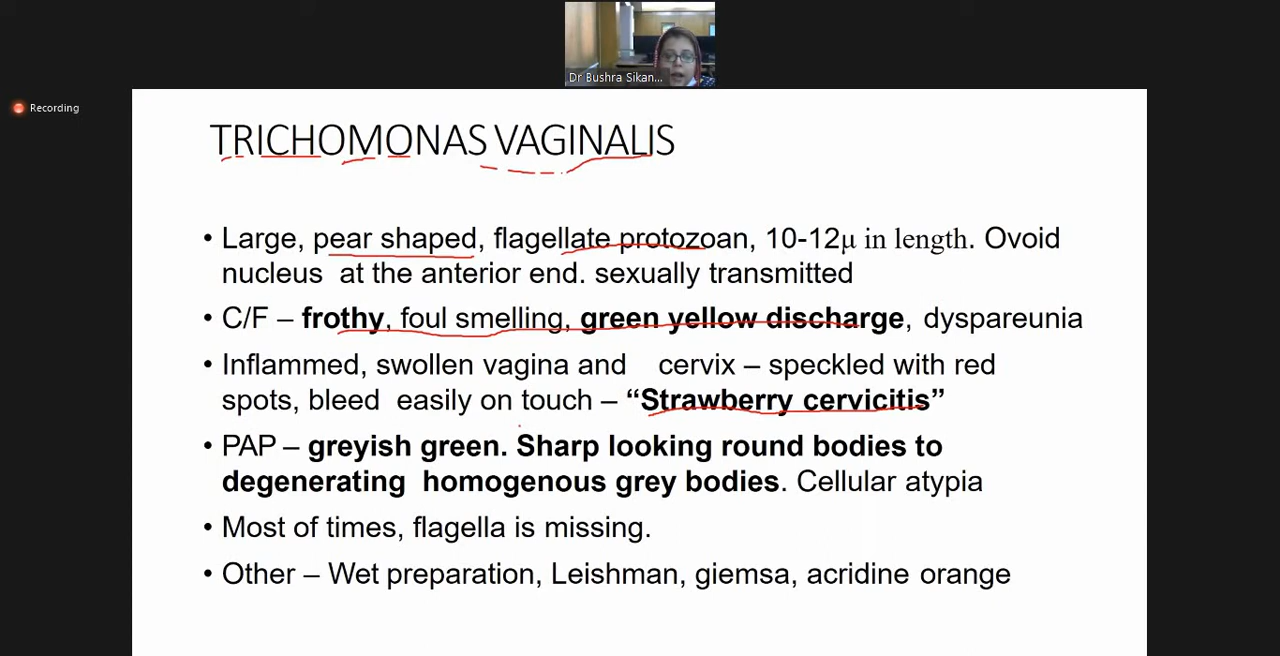 Dr Bushra Sikan...
Recording
TRICHOMONAS VAGINALIS
• Large, pear shaped, flagellate protozoan, 10-12μ in length. Ovoid
nucleus at the anterior end. sexually transmitted
• C/F – frothy, foul smelling, green yellow discharge, dyspareunia
• Inflammed, swollen vagina and cervix – speckled with red
spots, bleed easily on touch – “Strawberry cervicitis”
• PAP – greyish green. Sharp looking round bodies to
degenerating homogenous grey bodies. Cellular atypia
• Most of times, flagella is missing.
• Other – Wet preparation, Leishman, giemsa, acridine orange